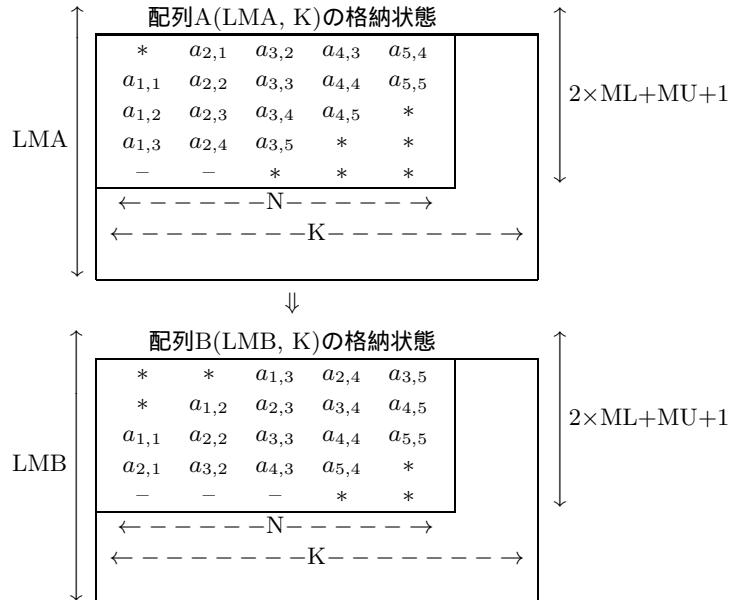 配列A(LMA, K)の格納状態
* a2,1 a3,2 a4,3 a5,4
a1,1 a2,2 a3,3 a4,4 a5,5
a1,2 a2,3 a3,4 a4,5 *
a1,3 a2,4 a3,5 * *
– – * * *
LMA
2×ML+MU+1
←−−−−−−N−−−−−−→
←−−−−−−−−K−−−−−−−−→
⇓
配列B(LMB, K)の格納状態
* * a1,3 a2,4 a3,5
* a1,2 a2,3 a3,4 a4,5
a1,1 a2,2 a3,3 a4,4 a5,5
a2,1 a3,2 a4,3 a5,4 *
– – – * *
LMB
2×ML+MU+1
←−−−−−−N−−−−−−→
←−−−−−−−−K−−−−−−−−→